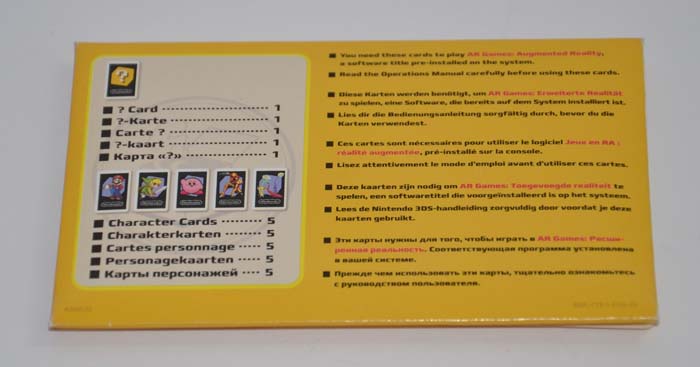 ?
■ ? Card ············ 1
■ ?-Karte ············ 1
■ Carte ? ············ 1
■ ?-kaart ············ 1
■ Карта «?» ············ 1
■ Character Cards ····· 5
■ Charakterkarten ····· 5
■ Cartes personnage ··· 5
■ Personagekaarten ···· 5
■ Карты персонажей ··· 5
■ You need these cards to play AR Games: Augmented Reality,
a software title pre-installed on the system.
■ Read the Operations Manual carefully before using these cards.
■ Diese Karten werden benötigt, um AR Games: Erweiterte Realität
zu spielen, eine Software, die bereits auf dem System installiert ist.
■ Lies dir die Bedienungsanleitung sorgfältig durch, bevor du die
Karten verwendest.
■ Ces cartes sont nécessaires pour utiliser le logiciel Jeux en RA :
réalité augmentée, pré-installé sur la console.
■ Lisez attentivement le mode d'emploi avant d'utiliser ces cartes.
■ Deze kaarten zijn nodig om AR Games: Toegevoegde realiteit te
spelen, een softwaretitel die voorgeïnstalleerd is op het systeem.
■ Lees de Nintendo 3DS-handleiding zorgvuldig door voordat je deze
kaarten gebruikt.
■ Эти карты нужны для того, чтобы играть в AR Games: Расши-
ренная реальность. Соответствующая программа установлена
в вашей системе.
■ Прежде чем использовать эти карты, тщательно ознакомьтесь
с руководством пользователя.